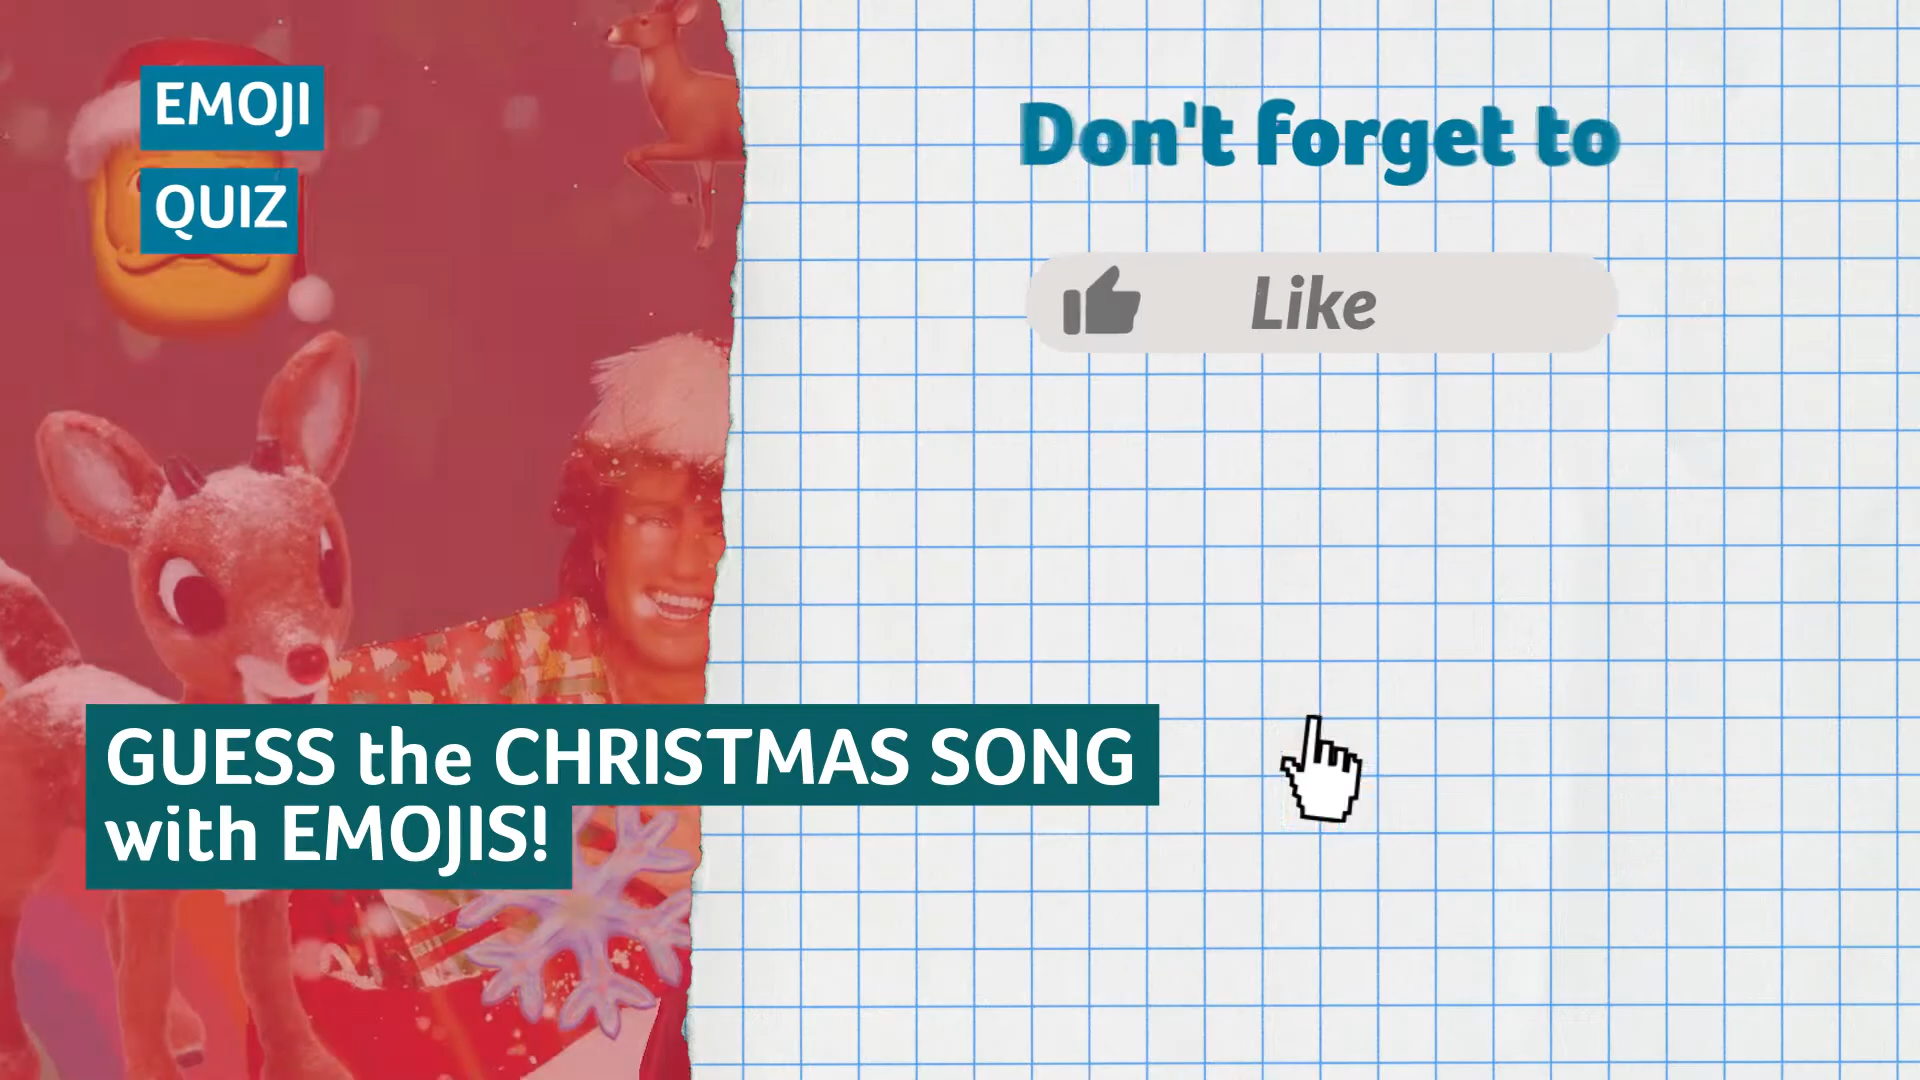 EMOJI
QUIZ
Don't forget to
Like
GUESS the CHRISTMAS SONG
with EMOJIS!